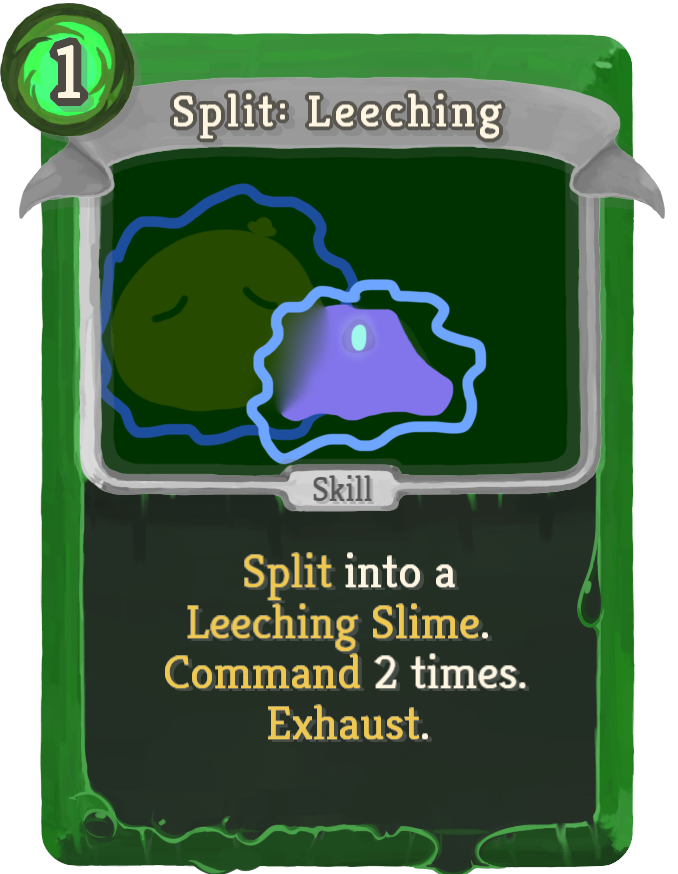 1
Split: Leeching
Skill
Split into a
Leeching Slime.
Command 2 times.
Exhaust.